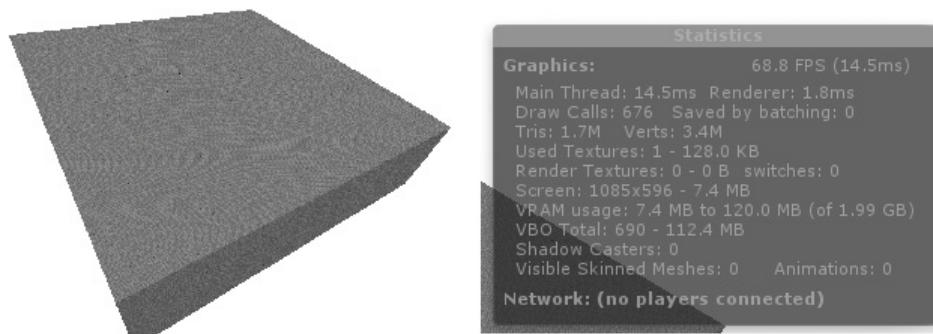 Statistics
Graphics: 68.8 FPS (14.5ms)
Main Thread: 14.5ms Renderer: 1.8ms
Draw Calls: 676 Saved by batching: 0
Tris: 1.7M Verts: 3.4M
Used Textures: 1 - 128.0 KB
Render Textures: 0 - 0 B switches: 0
Screen: 1085x596 - 7.4 MB
VRAM usage: 7.4 MB to 120.0 MB (of 1.99 GB)
VBO Total: 690 - 112.4 MB
Shadow Casters: 0
Visible Skinned Meshes: 0 Animations: 0
Network: (no players connected)